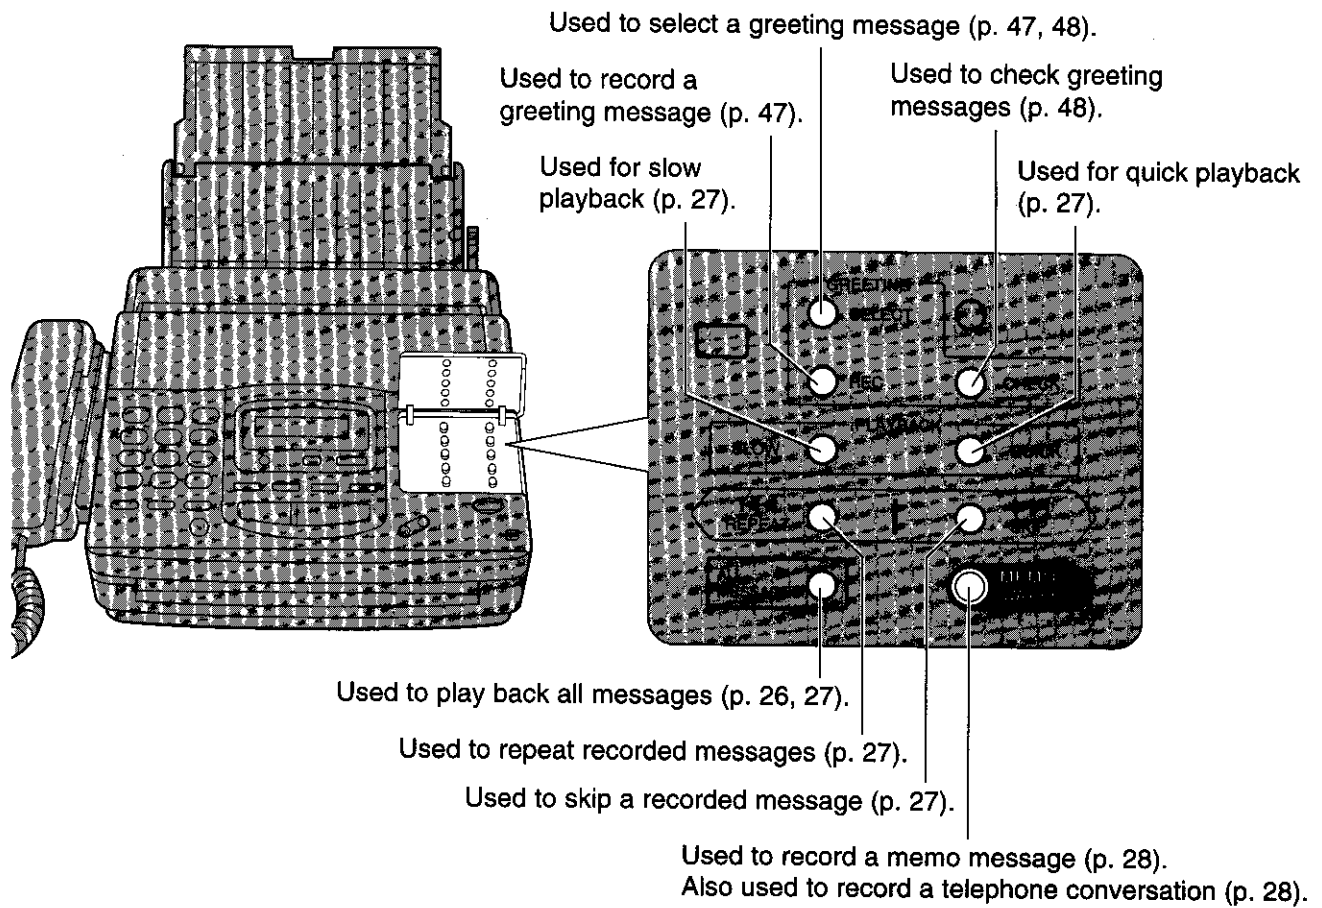 Used to select a greeting message (p. 47, 48).
Used to record a
greeting message (p. 47).
Used to check greeting
messages (p. 48).
Used for slow
playback (p. 27).
Used for quick playback
(p. 27).
GREETING
SELECT
REC
CHECK
PLAYBACK
SLOW
QUICK
REPEAT
SKIP
ALL
Used to play back all messages (p. 26, 27).
Used to repeat recorded messages (p. 27).
Used to skip a recorded message (p. 27).
Used to record a memo message (p. 28).
Also used to record a telephone conversation (p. 28).